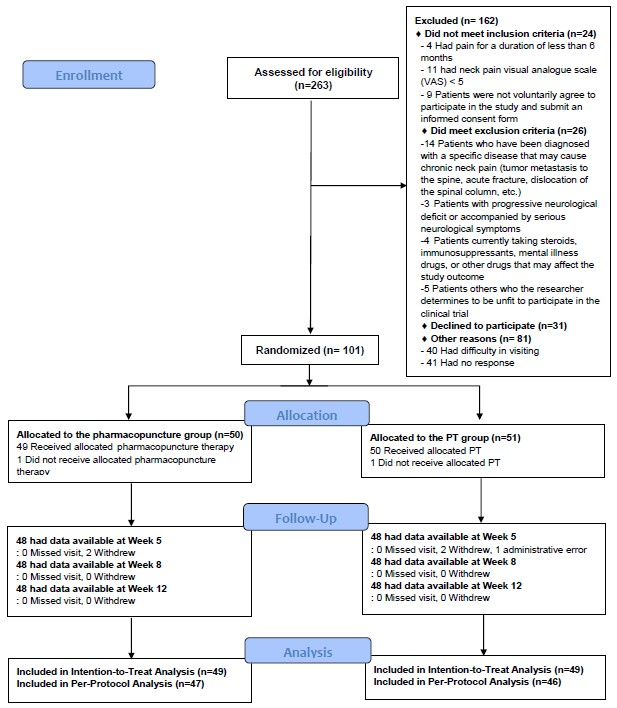 Enrollment
Assessed for eligibility
(n=263)
Excluded (n= 162)
♦ Did not meet inclusion criteria (n=24)
- 4 Had pain for a duration of less than 6
months
- 11 had neck pain visual analogue scale
(VAS) < 5
- 9 Patients were not voluntarily agree to
participate in the study and submit an
informed consent form
♦ Did meet exclusion criteria (n=26)
-14 Patients who have been diagnosed
with a specific disease that may cause
chronic neck pain (tumor metastasis to
the spine, acute fracture, dislocation of
the spinal column, etc.)
-3 Patients with progressive neurological
deficit or accompanied by serious
neurological symptoms
-4 Patients currently taking steroids,
immunosuppressants, mental illness
drugs, or other drugs that may affect the
study outcome
-5 Patients others who the researcher
determines to be unfit to participate in the
clinical trial
♦ Declined to participate (n=31)
♦ Other reasons (n= 81)
- 40 Had difficulty in visiting
- 41 Had no response
Randomized (n= 101)
Allocation
Allocated to the pharmacopuncture group (n=50)
49 Received allocated pharmacopuncture therapy
1 Did not receive allocated pharmacopuncture
therapy
Allocated to the PT group (n=51)
50 Received allocated PT
1 Did not receive allocated PT
Follow-Up
48 had data available at Week 5
: 0 Missed visit, 2 Withdrew
48 had data available at Week 8
: 0 Missed visit, 0 Withdrew
48 had data available at Week 12
: 0 Missed visit, 0 Withdrew
48 had data available at Week 5
: 0 Missed visit, 2 Withdrew, 1 administrative error
48 had data available at Week 8
: 0 Missed visit, 0 Withdrew
48 had data available at Week 12
: 0 Missed visit, 0 Withdrew
Analysis
Included in Intention-to-Treat Analysis (n=49)
Included in Per-Protocol Analysis (n=47)
Included in Intention-to-Treat Analysis (n=49)
Included in Per-Protocol Analysis (n=46)